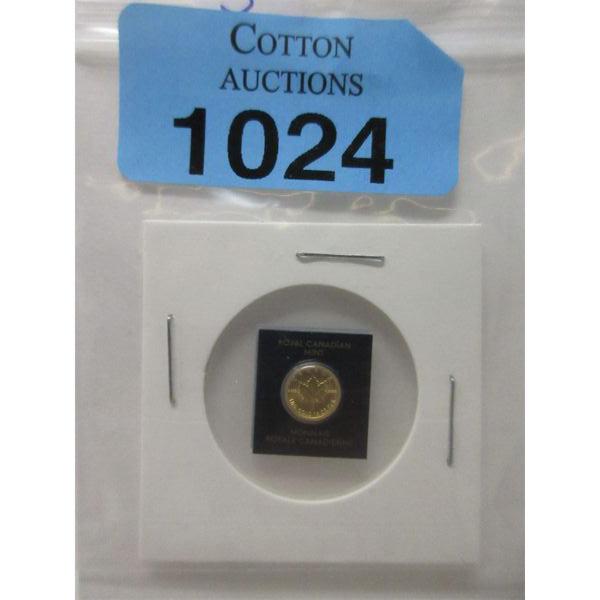 COTTON
AUCTIONS
1024
ROYAL CANADIAN
MINT
MONNAIE
ROYALE CANADIENNE